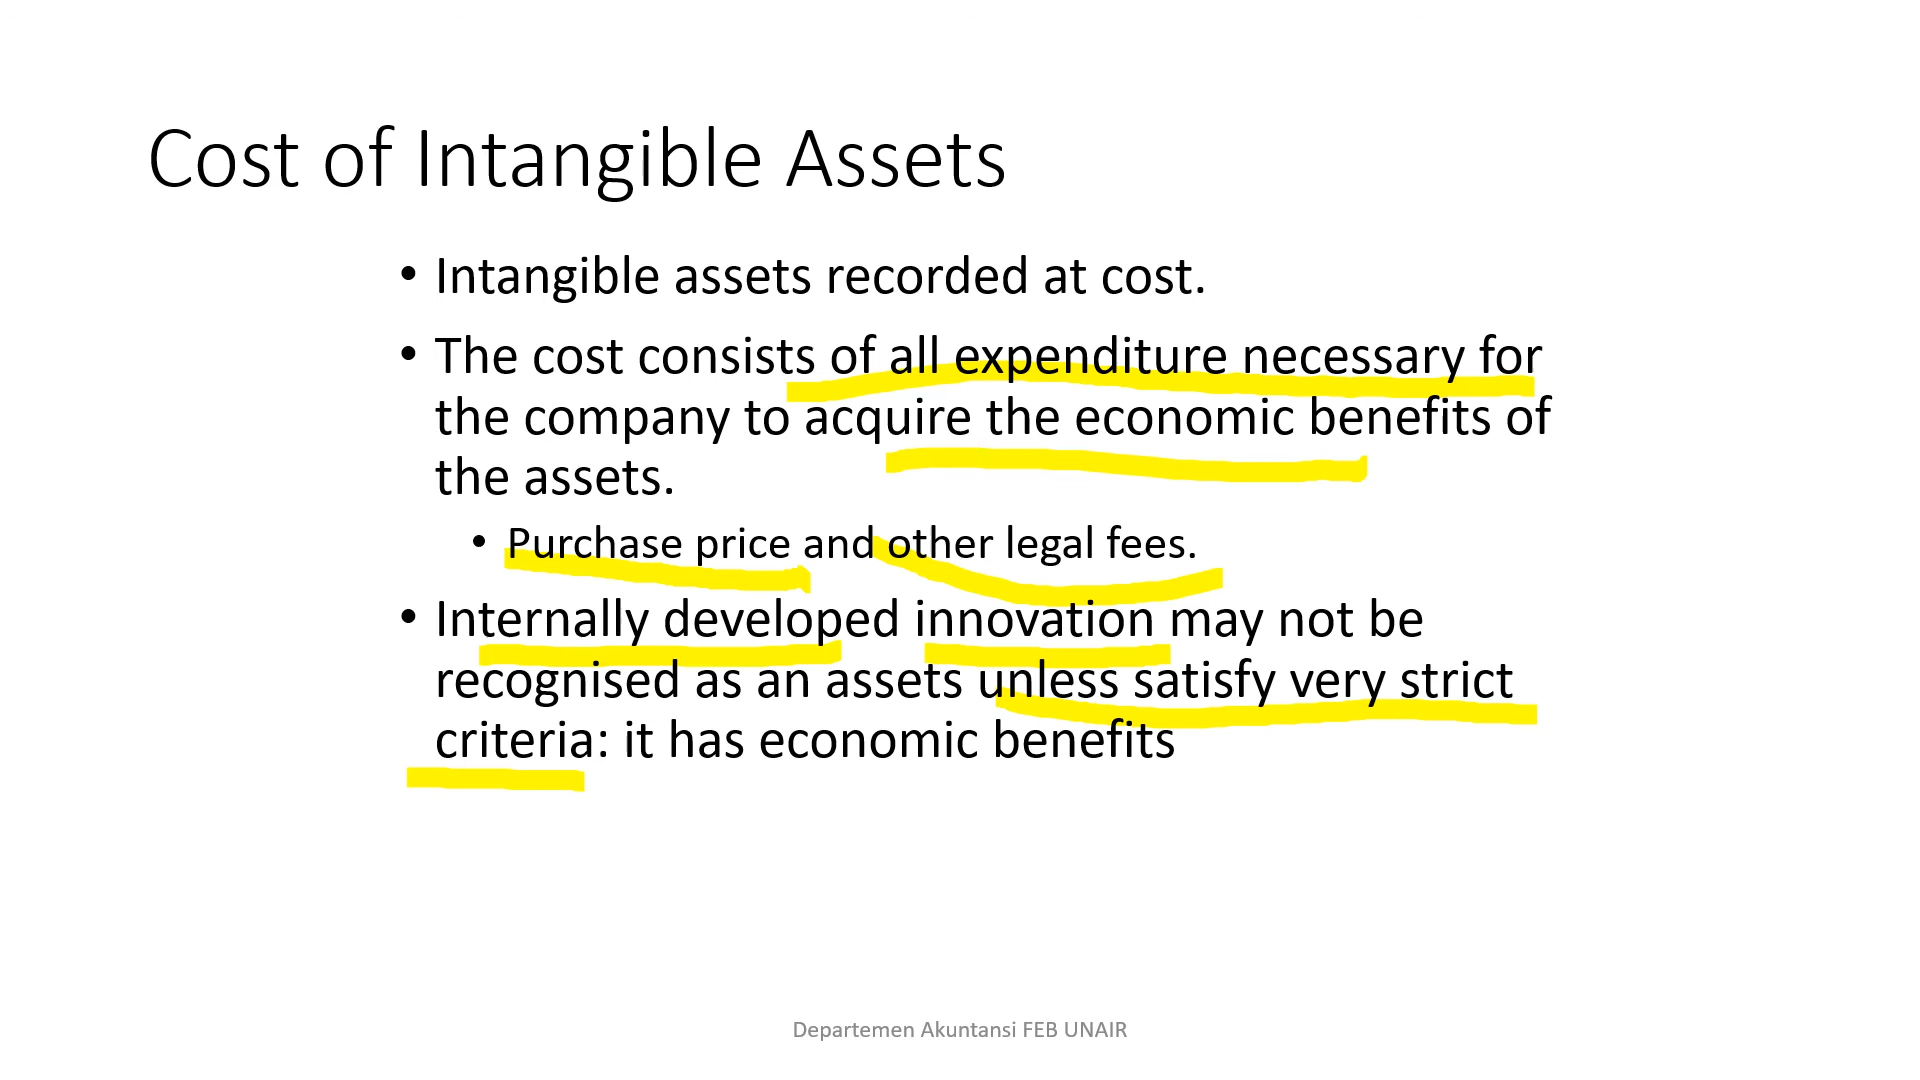 Cost of Intangible Assets
• Intangible assets recorded at cost.
• The cost consists of all expenditure necessary for
the company to acquire the economic benefits of
the assets.
• Purchase price and other legal fees.
• Internally developed innovation may not be
recognised as an assets unless satisfy very strict
criteria: it has economic benefits
Departemen Akuntansi FEB UNAIR